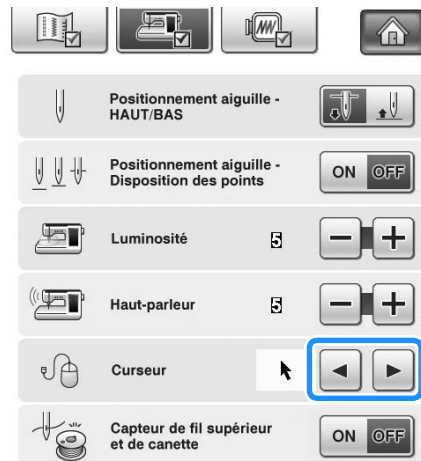 Positionnement aiguille -
HAUT/BAS
Positionnement aiguille -
Disposition des points
ON OFF
Luminosité 5
Haut-parleur 5
Curseur
Capteur de fil supérieur
et de canette
ON OFF